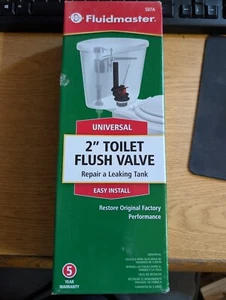 Fluidmaster
507A
UNIVERSAL
2" TOILET
FLUSH VALVE
Repair a Leaking Tank
EASY INSTALL
Restore Original Factory
Performance
5
YEAR
WARRANTY